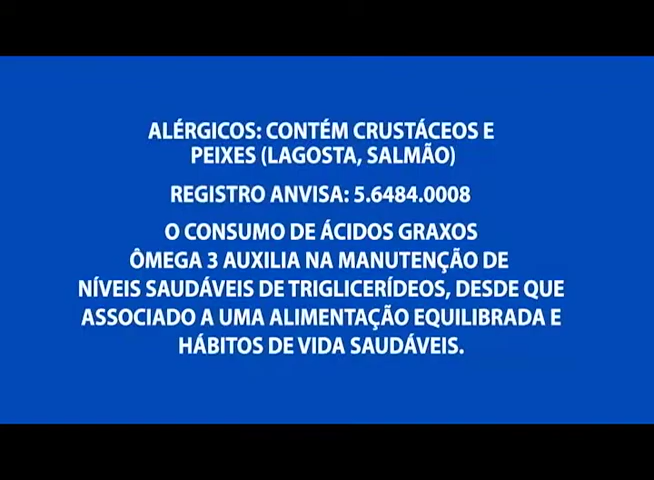 ALÉRGICOS: CONTÉM CRUSTÁCEOS E
PEIXES (LAGOSTA, SALMÃO)
REGISTRO ANVISA: 5.6484.0008
O CONSUMO DE ÁCIDOS GRAXOS
ÔMEGA 3 AUXILIA NA MANUTENÇÃO DE
NÍVEIS SAUDÁVEIS DE TRIGLICERÍDEOS, DESDE QUE
ASSOCIADO A UMA ALIMENTAÇÃO EQUILIBRADA E
HÁBITOS DE VIDA SAUDÁVEIS.